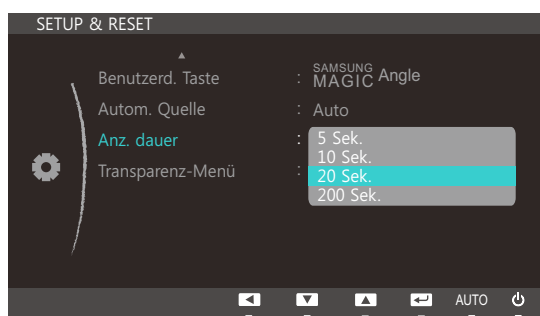 SETUP & RESET
Benutzerd. Taste : SAMSUNG MAGIC Angle
Autom. Quelle : Auto
Anz. dauer : 5 Sek.
10 Sek.
Transparenz-Menü : 20 Sek.
200 Sek.
AUTO